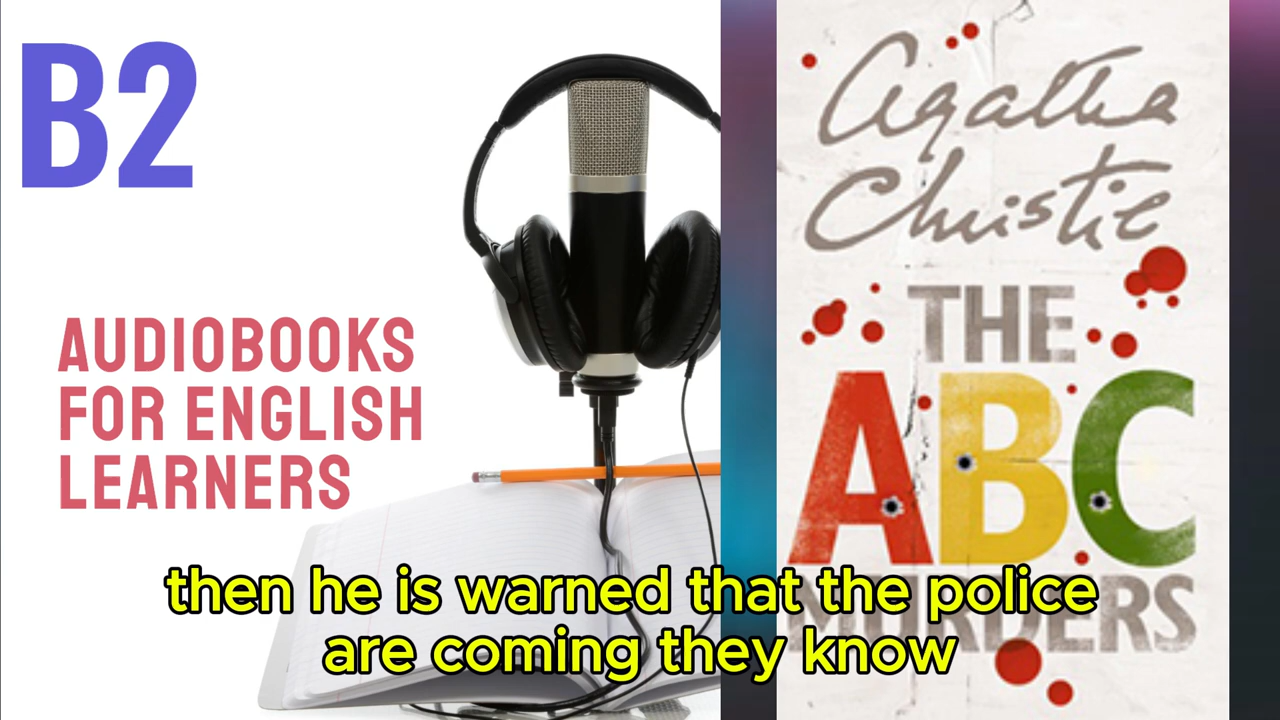 B2
AUDIOBOOKS
FOR ENGLISH
LEARNERS
Agatha
Christie
THE
ABC
MURDERS
then he is warned that the police
are coming they know